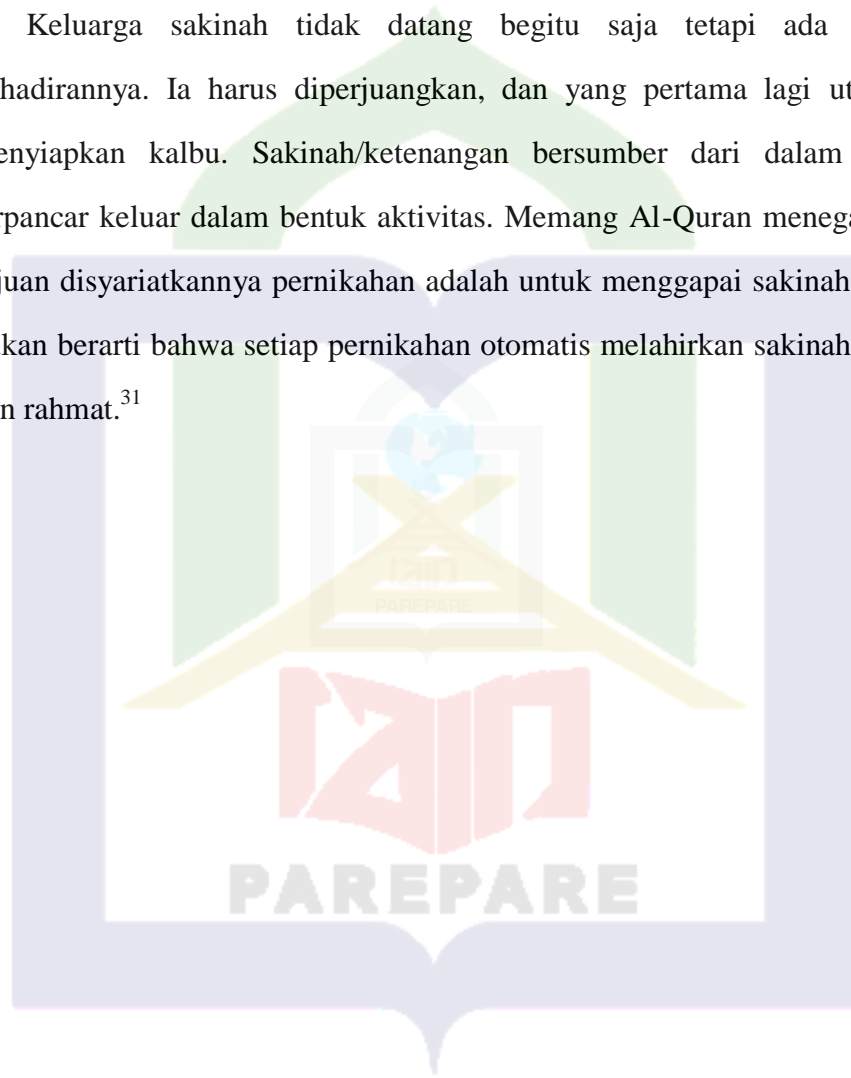 Keluarga sakinah tidak datang begitu saja tetapi ada
hadirannya. Ia harus diperjuangkan, dan yang pertama lagi ut
enyiapkan kalbu. Sakinah/ketenangan bersumber dari dalam
rpancar keluar dalam bentuk aktivitas. Memang Al-Quran menega
juan disyariatkannya pernikahan adalah untuk menggapai sakinah
kan berarti bahwa setiap pernikahan otomatis melahirkan sakinah
n rahmat.31
PAREPARE
PAREPARE